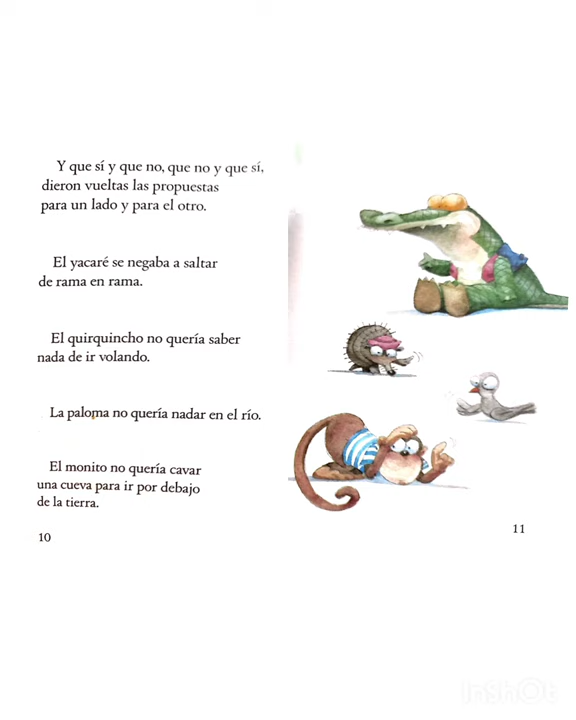 Y que sí y que no, que no y que sí,
dieron vueltas las propuestas
para un lado y para el otro.
El yacaré se negaba a saltar
de rama en rama.
El quirquincho no quería saber
nada de ir volando.
La paloma no quería nadar en el río.
El monito no quería cavar
una cueva para ir por debajo
de la tierra.
10
11
InShOt